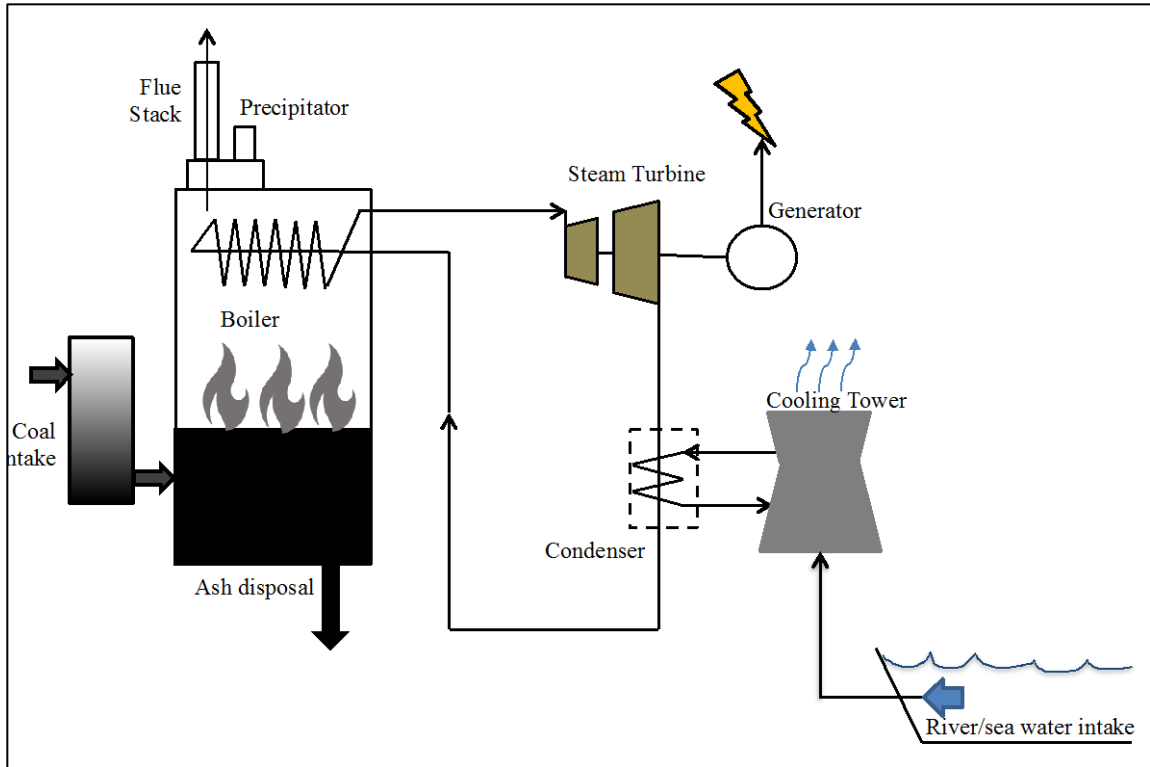 Flue
Stack
Precipitator
Steam Turbine
Generator
Boiler
Cooling Tower
Coal
ntake
Condenser
Ash disposal
River/sea water intake